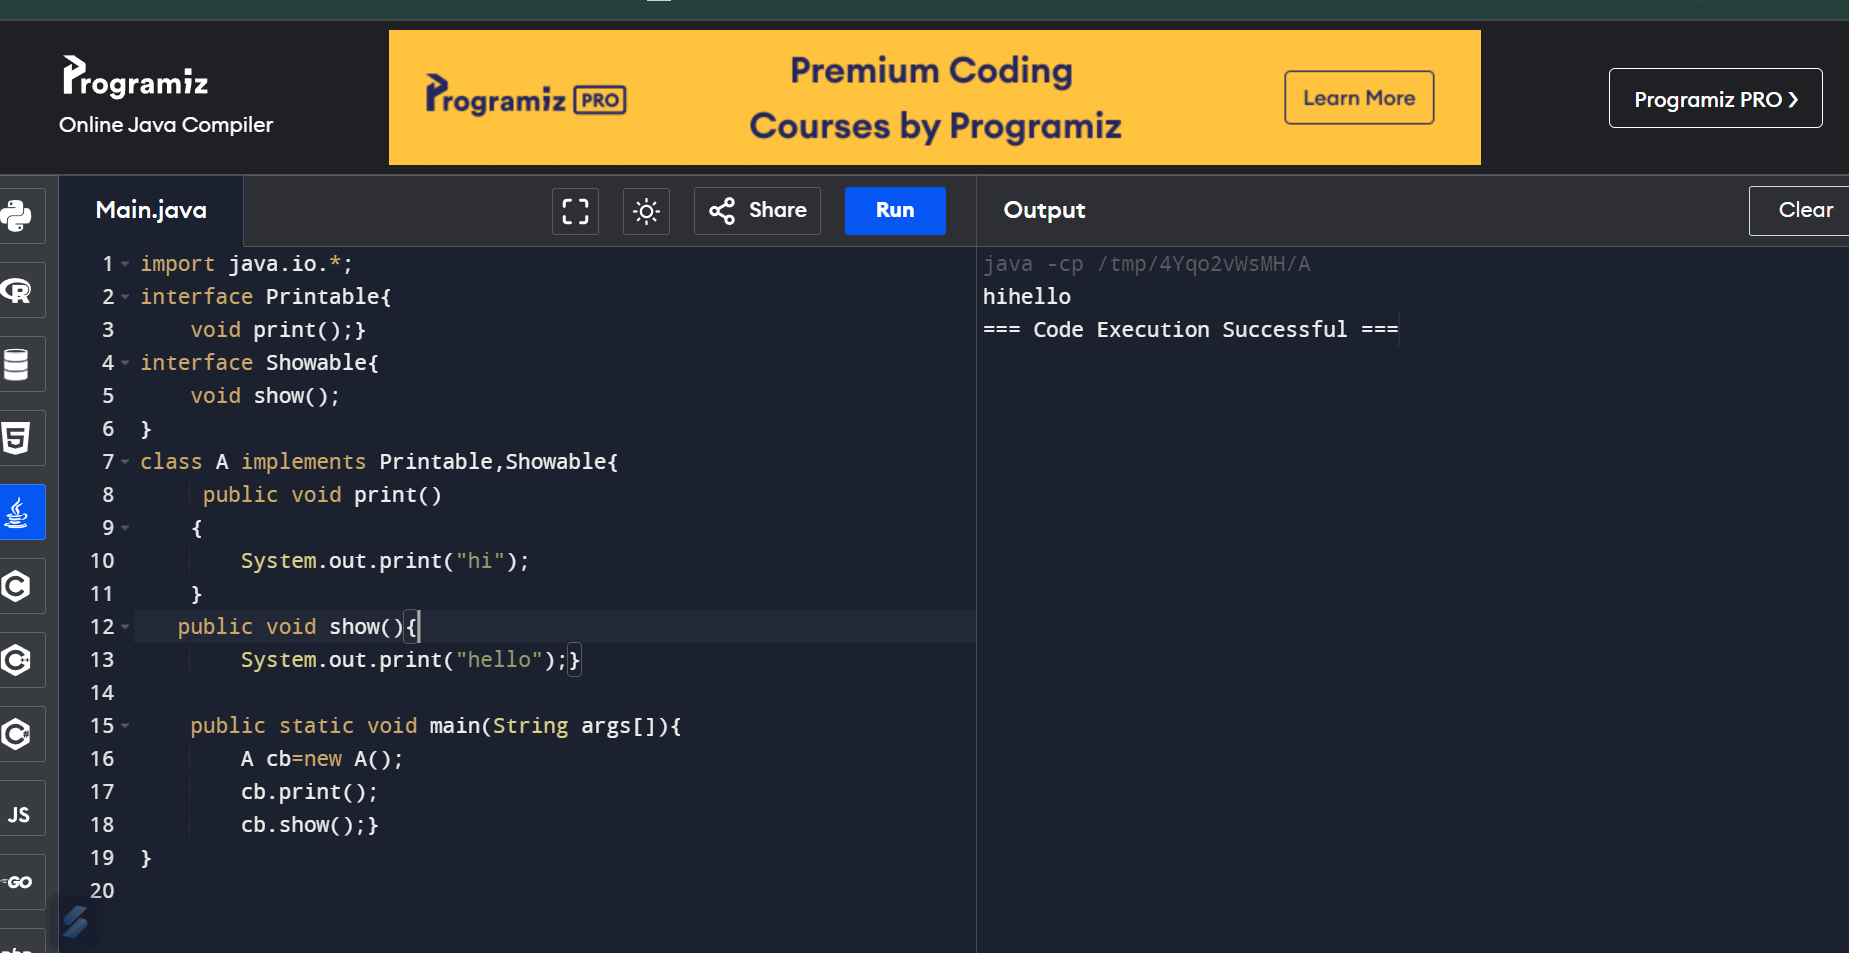 Programiz
Online Java Compiler
Programiz PRO
Premium Coding
Courses by Programiz
Learn More
Programiz PRO ❯
Main.java
Share
Run
Output
Clear
1 import java.io.*;
2 interface Printable{
3     void print();}
4 interface Showable{
5     void show();
6 }
7 class A implements Printable,Showable{
8      public void print()
9     {
10         System.out.print("hi");
11     }
12    public void show(){
13         System.out.print("hello");}
14
15     public static void main(String args[]){
16         A cb=new A();
17         cb.print();
18         cb.show();}
19 }
20
java -cp /tmp/4Yqo2vWsMH/A
hihello
=== Code Execution Successful ===
R
5
C
C
C#
JS
GO
php